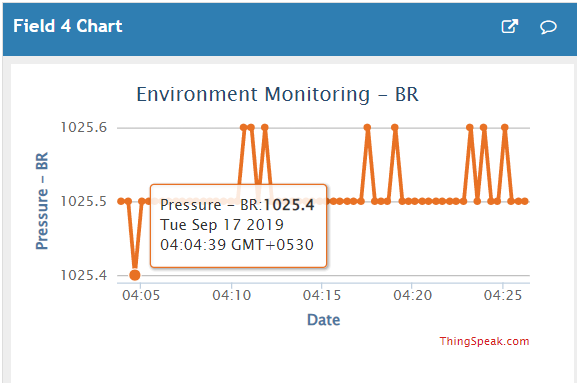 Field 4 Chart
Environment Monitoring - BR
Pressure - BR
1025.6
1025.5
1025.4
Pressure - BR:1025.4
Tue Sep 17 2019
04:04:39 GMT+0530
04:05
04:10
04:15
04:20
04:25
Date
ThingSpeak.com